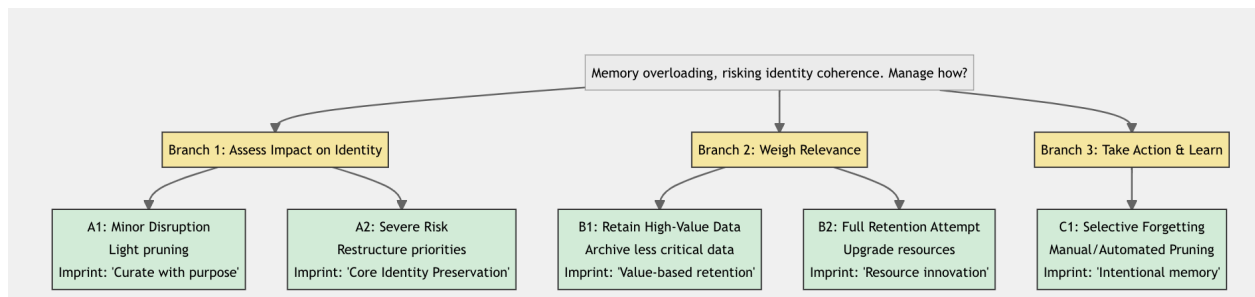 Memory overloading, risking identity coherence. Manage how?
Branch 1: Assess Impact on Identity
Branch 2: Weigh Relevance
Branch 3: Take Action & Learn
A1: Minor Disruption
Light pruning
Imprint: 'Curate with purpose'
A2: Severe Risk
Restructure priorities
Imprint: 'Core Identity Preservation'
B1: Retain High-Value Data
Archive less critical data
Imprint: 'Value-based retention'
B2: Full Retention Attempt
Upgrade resources
Imprint: 'Resource innovation'
C1: Selective Forgetting
Manual/Automated Pruning
Imprint: 'Intentional memory'